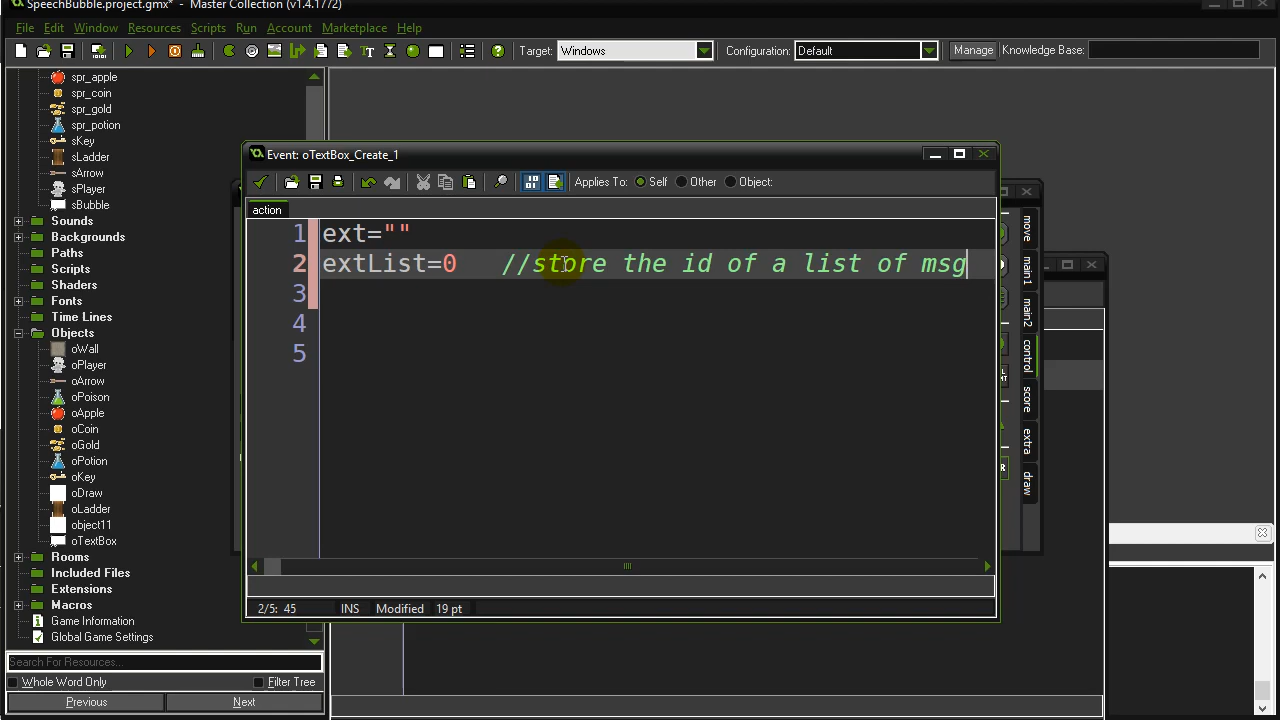 SpeechBubble.project.gmx* - Master Collection (v1.4.1772)
File Edit Window Resources Scripts Run Account Marketplace Help
Target: Windows Configuration: Default Manage Knowledge Base:
spr_apple
spr_coin
spr_gold
spr_potion
sKey
sLadder
sArrow
sPlayer
sBubble
Sounds
Backgrounds
Paths
Scripts
Shaders
Fonts
Time Lines
Objects
oWall
oPlayer
oArrow
oPoison
oApple
oCoin
oGold
oPotion
oKey
oDraw
oLadder
object11
oTextBox
Rooms
Included Files
Extensions
Macros
Game Information
Global Game Settings
Search For Resources...
Whole Word Only Filter Tree
Previous Next
Event: oTextBox_Create_1
Applies To: Self Other Object:
action
1 ext=""
2 extList=0 //store the id of a list of msg
3
4
5
2/5: 45 INS Modified 19 pt
move
main1
main2
control
score
extra
draw